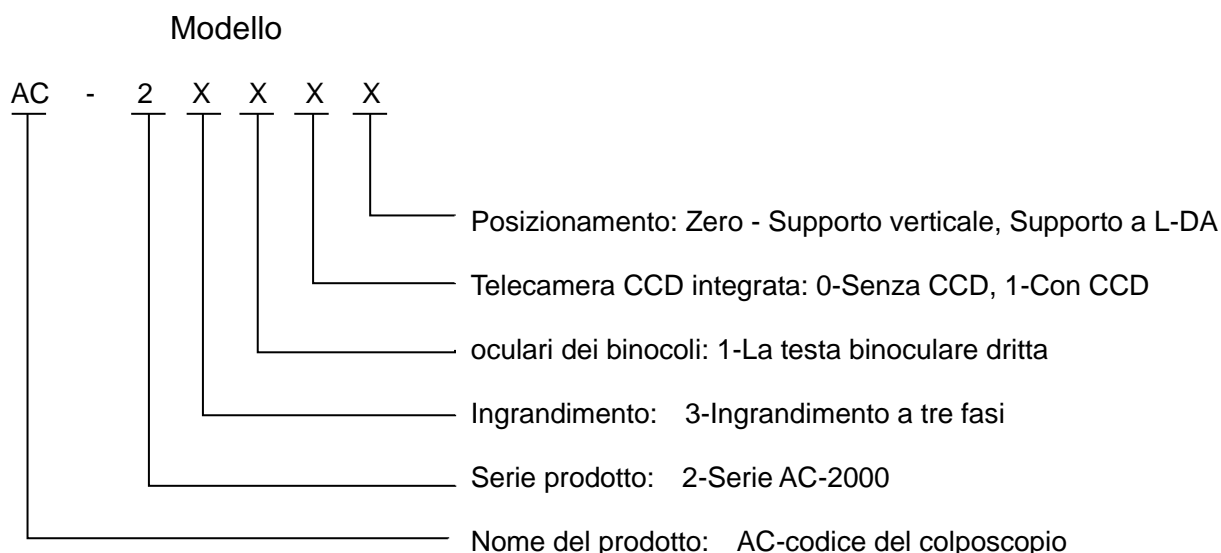 Modello
AC - 2 X X X X
Posizionamento: Zero - Supporto verticale, Supporto a L-DA
Telecamera CCD integrata: 0-Senza CCD, 1-Con CCD
oculari dei binocoli: 1-La testa binoculare dritta
Ingrandimento: 3-Ingrandimento a tre fasi
Serie prodotto: 2-Serie AC-2000
Nome del prodotto: AC-codice del colposcopio